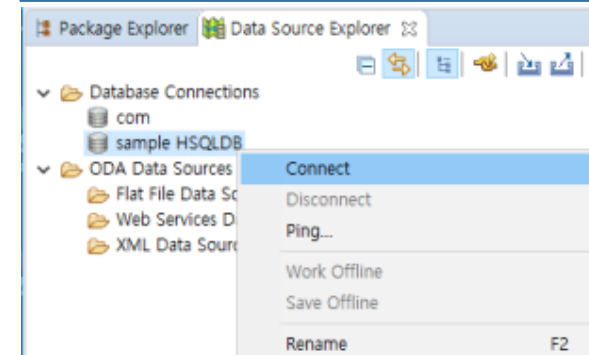 Package Explorer Data Source Explorer
Database Connections
com
sample HSQLDB
ODA Data Sources
Connect
Flat File Data So
Disconnect
Web Services D
Ping...
XML Data Sourc
Work Offline
Save Offline
Rename F2